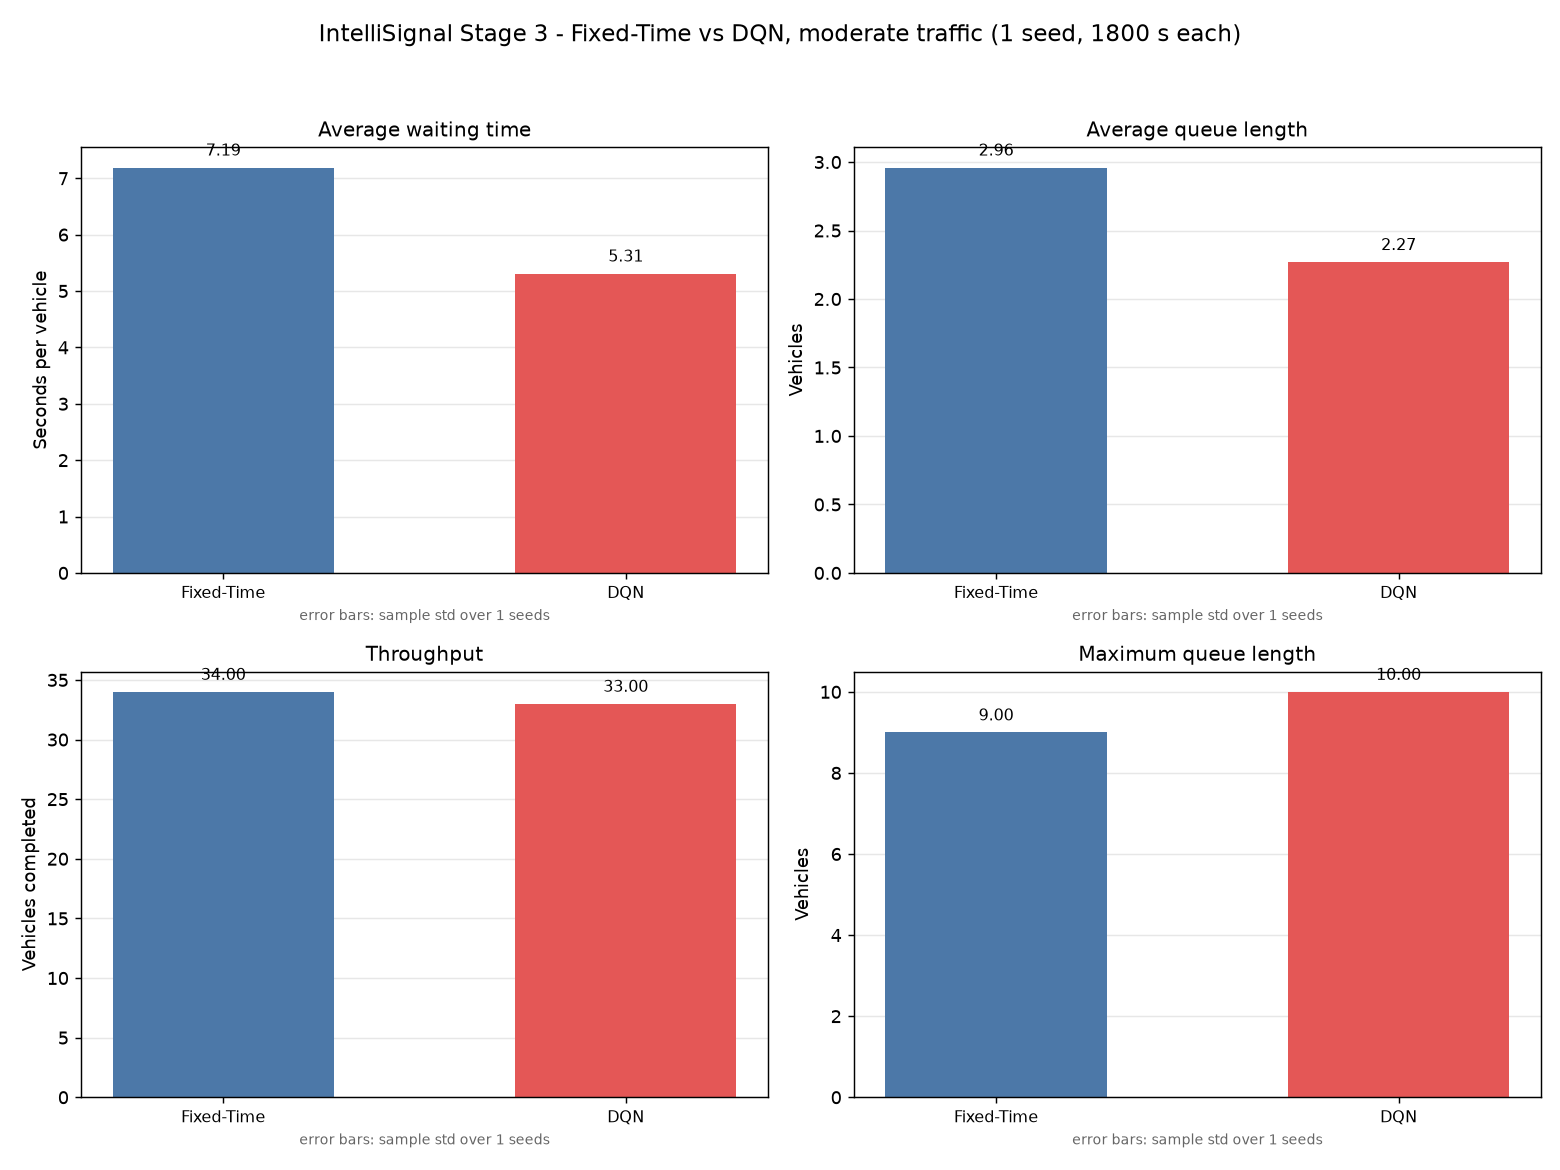 IntelliSignal Stage 3 - Fixed-Time vs DQN, moderate traffic (1 seed, 1800 s each)
Average waiting time
Seconds per vehicle
7
6
5
4
3
2
1
0
7.19
5.31
Fixed-Time
DQN
error bars: sample std over 1 seeds
Average queue length
Vehicles
3.0
2.5
2.0
1.5
1.0
0.5
0.0
2.96
2.27
Fixed-Time
DQN
error bars: sample std over 1 seeds
Throughput
Vehicles completed
35
30
25
20
15
10
5
0
34.00
33.00
Fixed-Time
DQN
error bars: sample std over 1 seeds
Maximum queue length
Vehicles
10
8
6
4
2
0
9.00
10.00
Fixed-Time
DQN
error bars: sample std over 1 seeds